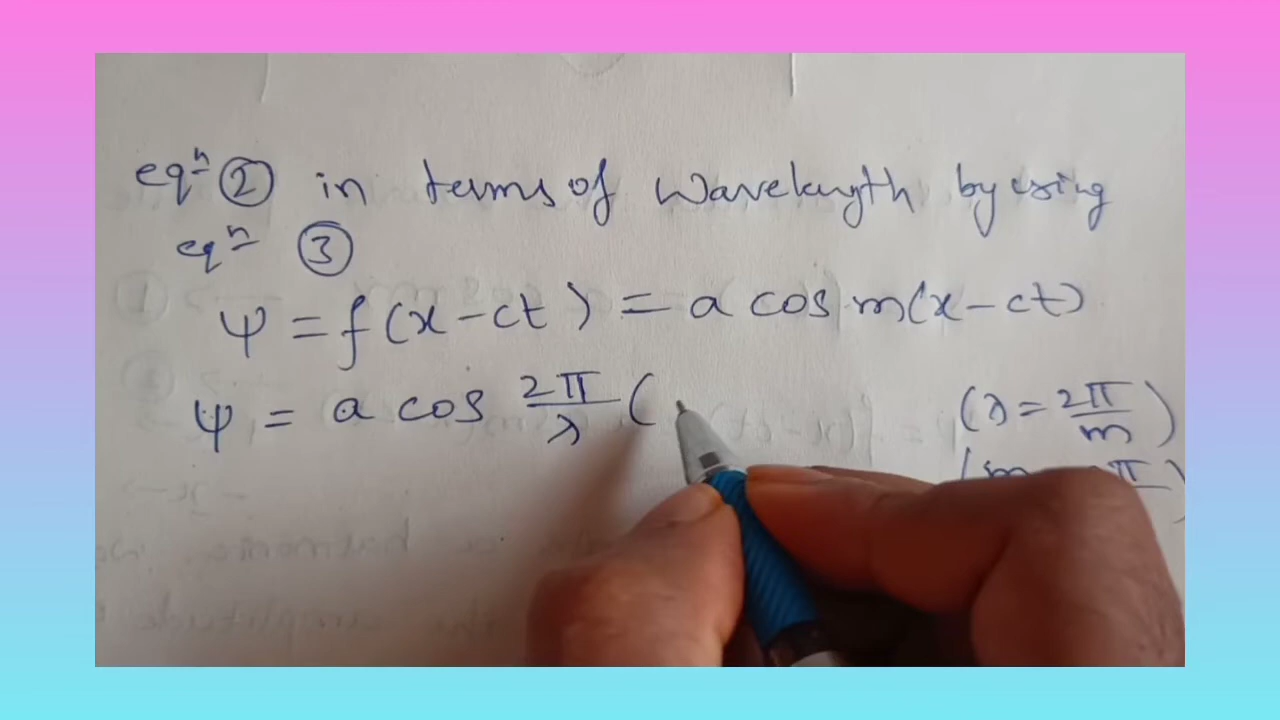 eqⁿ ② in terms of Wavelength by using
eqⁿ ③
ψ = f(x-ct) = a cos m(x-ct)
ψ = a cos 2π/λ (
(λ = 2π/m)
(m
π)